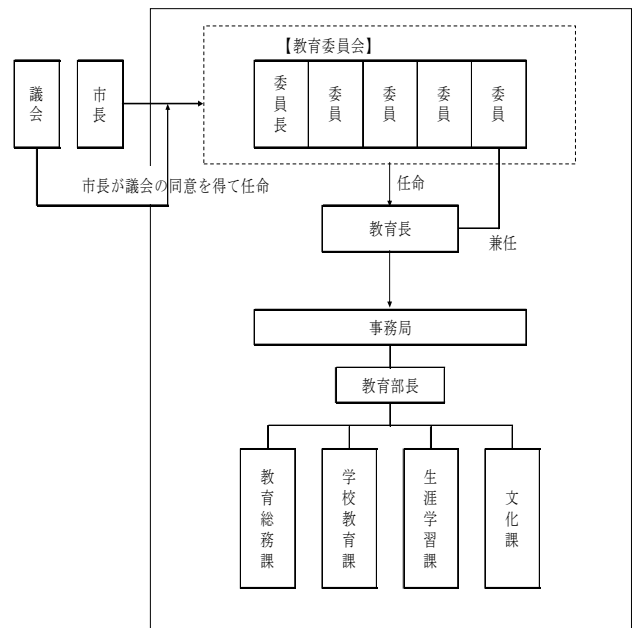 【教育委員会】
議会
市長
委員長
委員
委員
委員
委員
市長が議会の同意を得て任命
任命
教育長
兼任
事務局
教育部長
教育総務課
学校教育課
生涯学習課
文化課